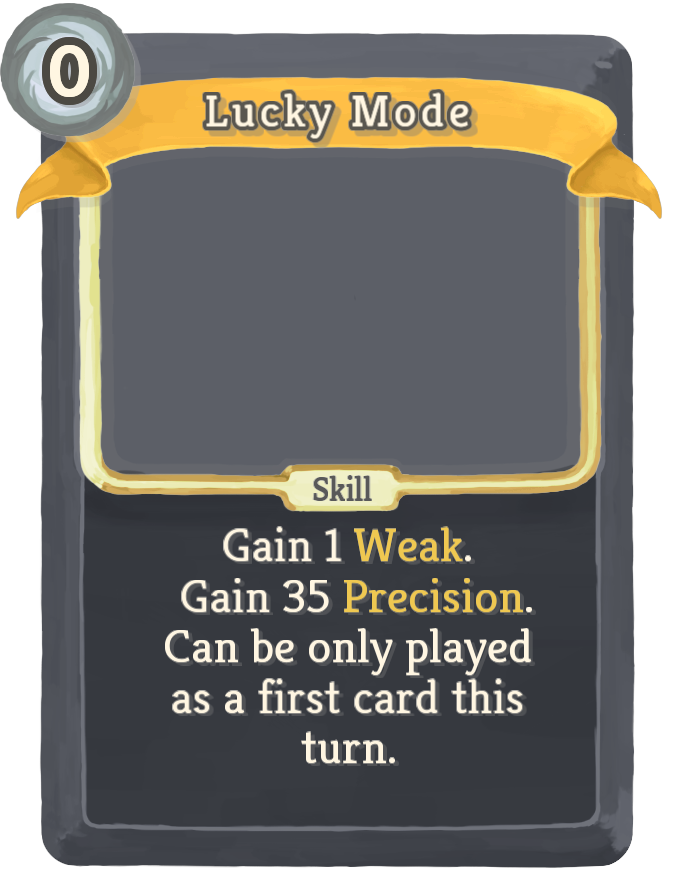 0
Lucky Mode
Skill
Gain 1 Weak.
Gain 35 Precision.
Can be only played
as a first card this
turn.